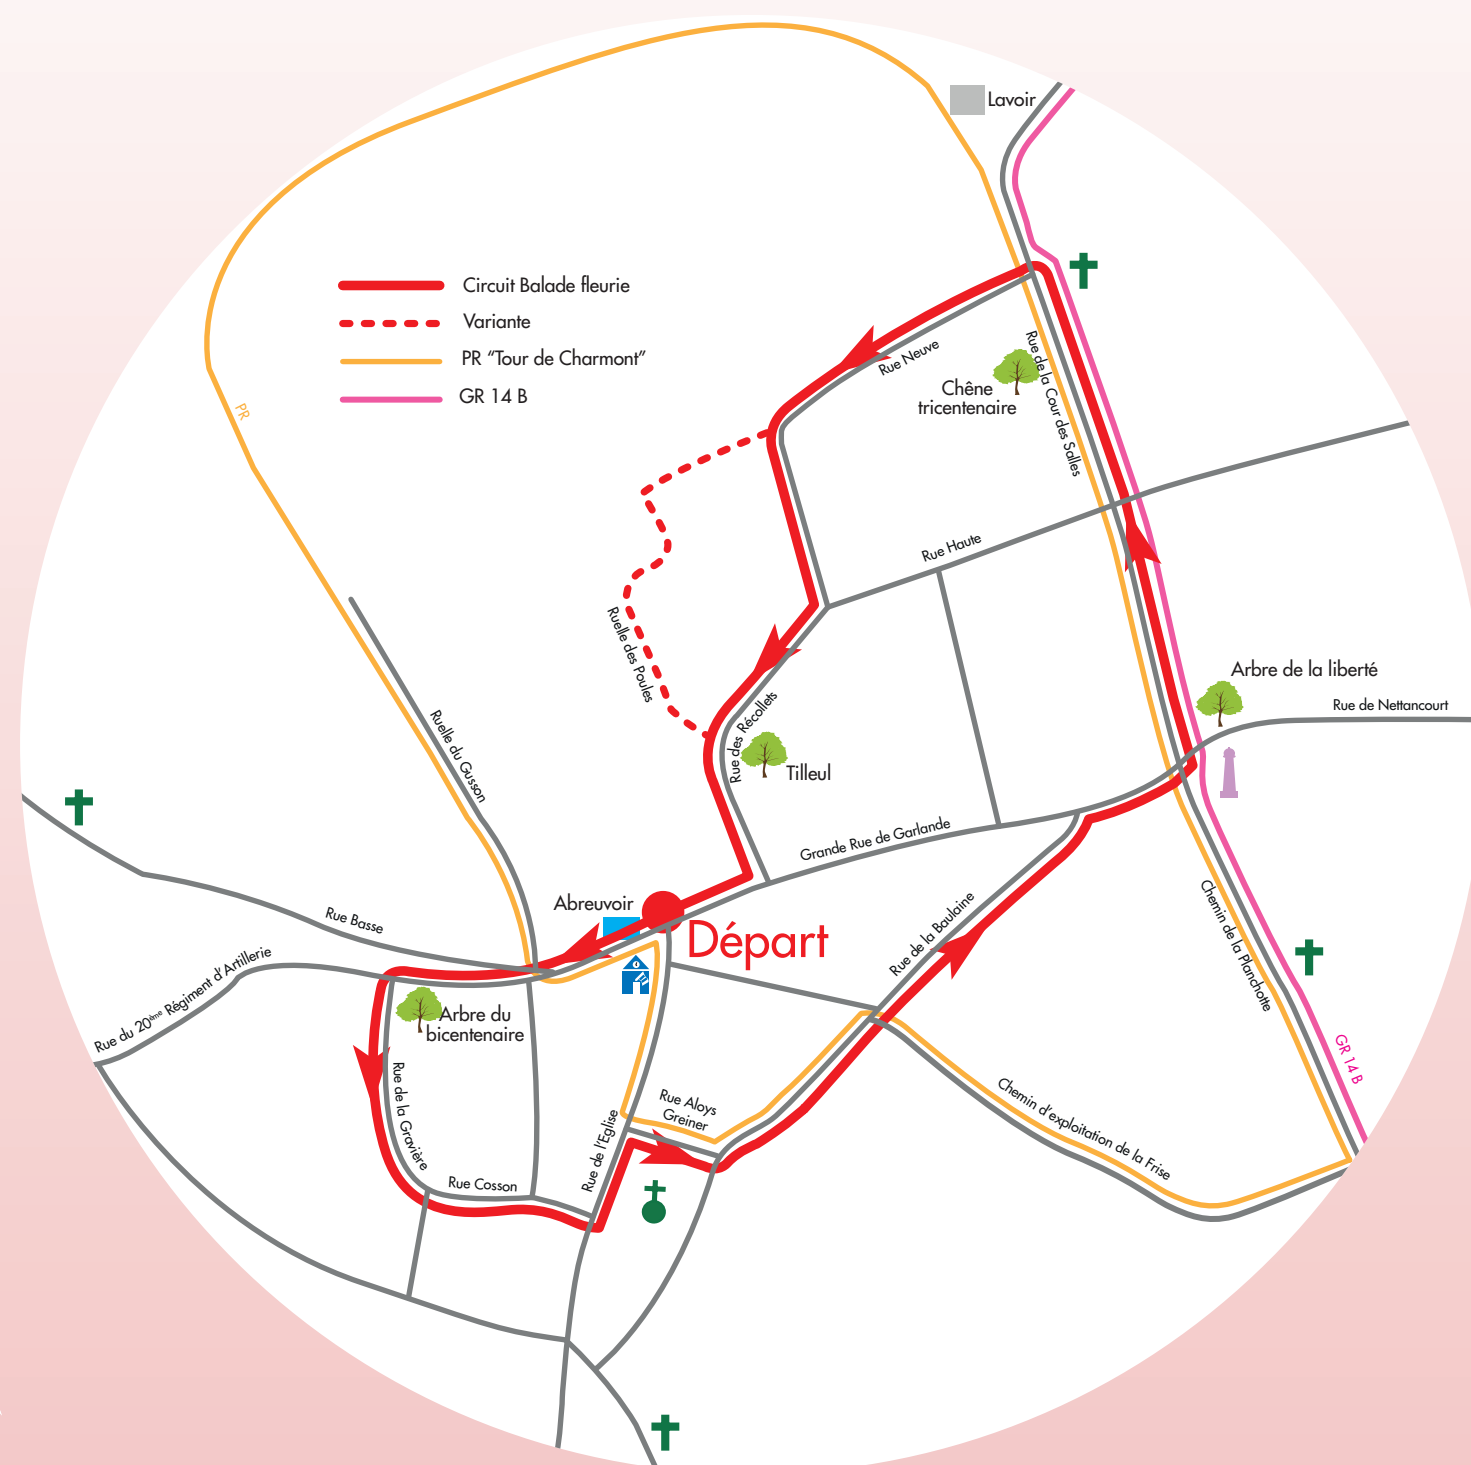 Lavoir
Circuit Balade fleurie
Variante
PR “Tour de Charmont”
GR 14 B
PR
Rue Neuve
Chêne
tricentenaire
Rue de la Cour des Salles
Rue Haute
Ruelle des Poules
Arbre de la liberté
Rue de Nettancourt
Rue des Récollets
Tilleul
Ruelle du Gusson
Grande Rue de Garlande
Abreuvoir
Départ
Rue Basse
Rue du 20ème Régiment d'Artillerie
Rue de la Baulaine
Chemin de la Planchotte
Arbre du
bicentenaire
GR 14 B
Rue de la Gravière
Rue Aloys
Greiner
Chemin d'exploitation de la Frise
Rue de l'Eglise
Rue Cosson